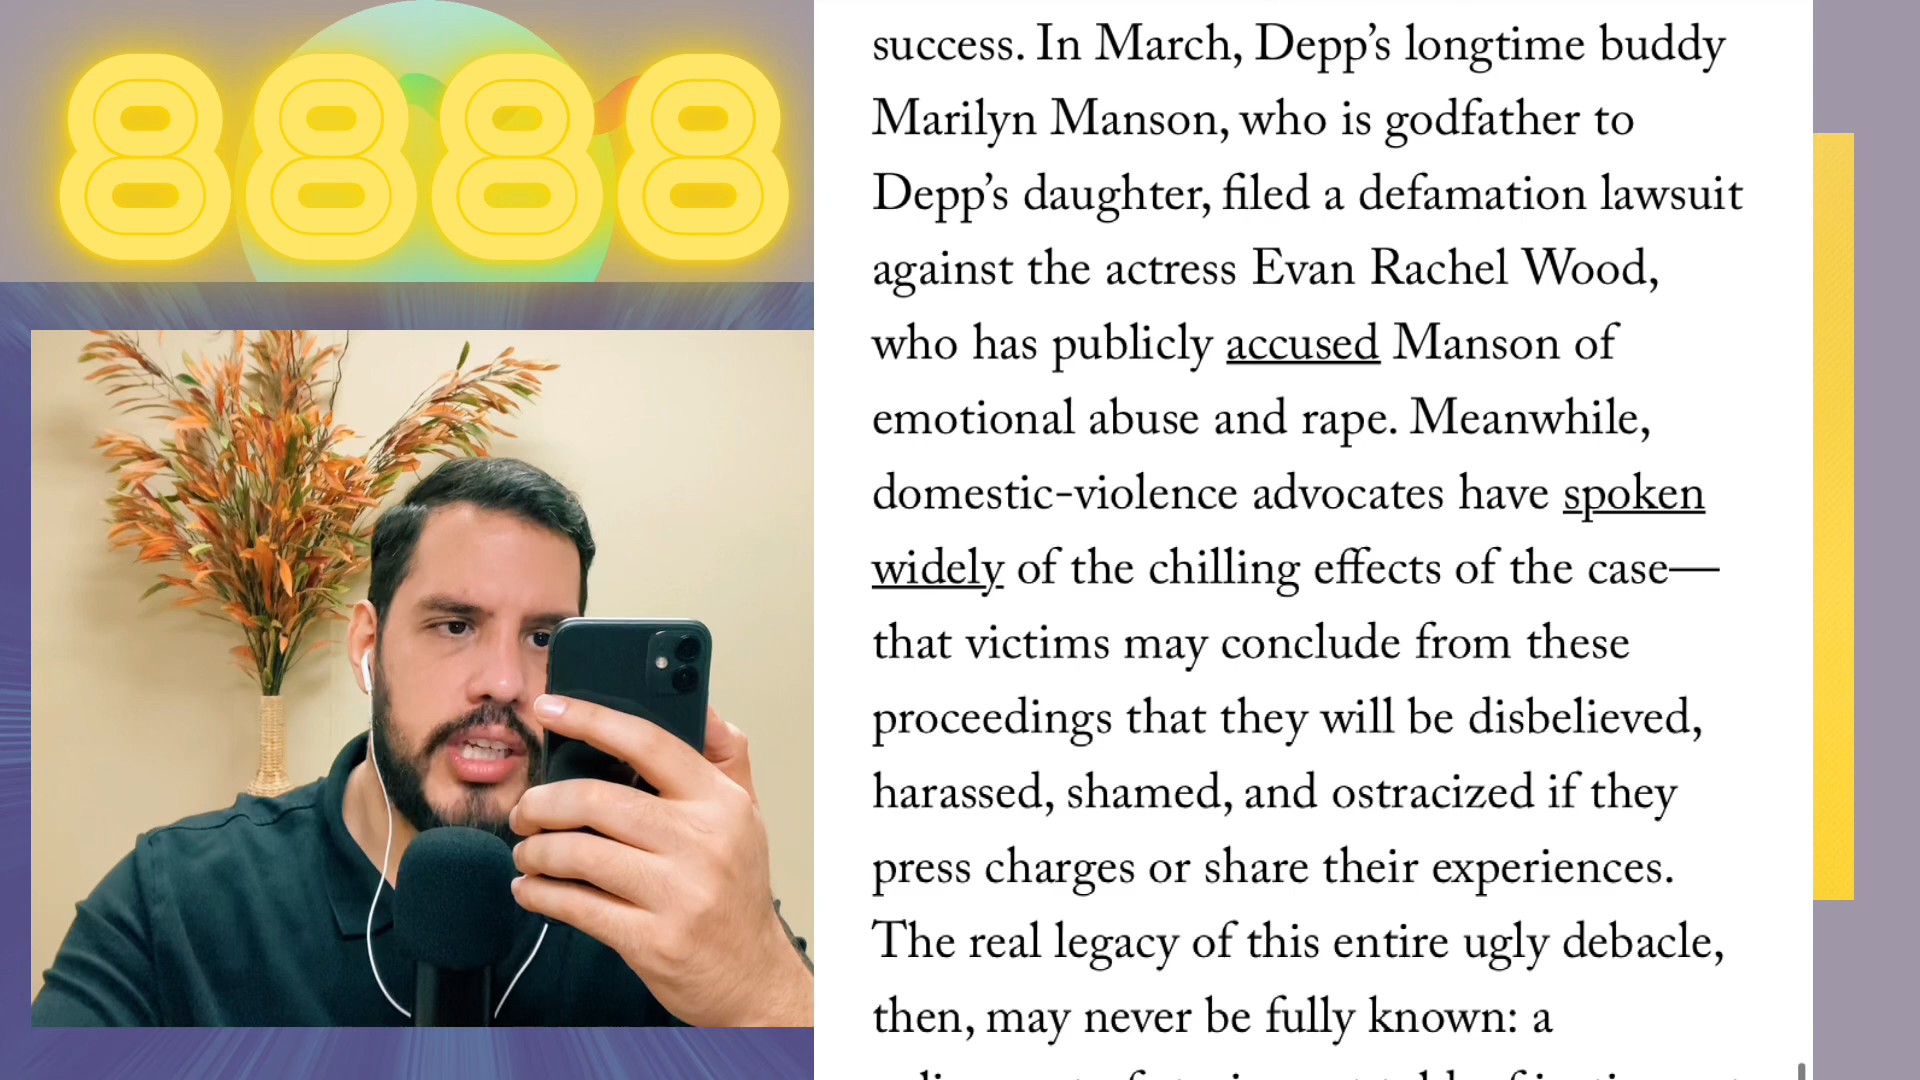 8888
success. In March, Depp’s longtime buddy
Marilyn Manson, who is godfather to
Depp’s daughter, filed a defamation lawsuit
against the actress Evan Rachel Wood,
who has publicly accused Manson of
emotional abuse and rape. Meanwhile,
domestic-violence advocates have spoken
widely of the chilling effects of the case—
that victims may conclude from these
proceedings that they will be disbelieved,
harassed, shamed, and ostracized if they
press charges or share their experiences.
The real legacy of this entire ugly debacle,
then, may never be fully known: a